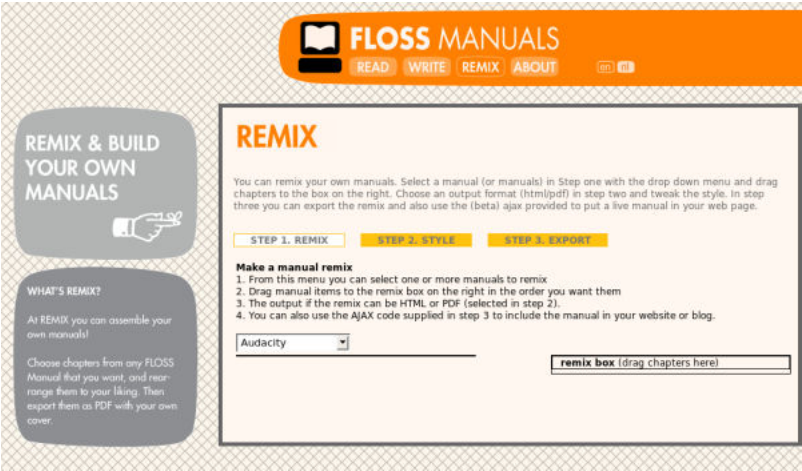 FLOSS MANUALS
READ WRITE REMIX ABOUT en nl
REMIX & BUILD
YOUR OWN
MANUALS
WHAT'S REMIX?
At REMIX you can assemble your
own manuals!
Choose chapters from any FLOSS
Manual that you want, and rear-
range them to your liking. Then
export them as PDF with your own
cover.
REMIX
You can remix your own manuals. Select a manual (or manuals) in Step one with the drop down menu and drag
chapters to the box on the right. Choose an output format (html/pdf) in step two and tweak the style. In step
three you can export the remix and also use the (beta) ajax provided to put a live manual in your web page.
STEP 1. REMIX STEP 2. STYLE STEP 3. EXPORT
Make a manual remix
1. From this menu you can select one or more manuals to remix
2. Drag manual items to the remix box on the right in the order you want them
3. The output if the remix can be HTML or PDF (selected in step 2).
4. You can also use the AJAX code supplied in step 3 to include the manual in your website or blog.
Audacity
remix box (drag chapters here)